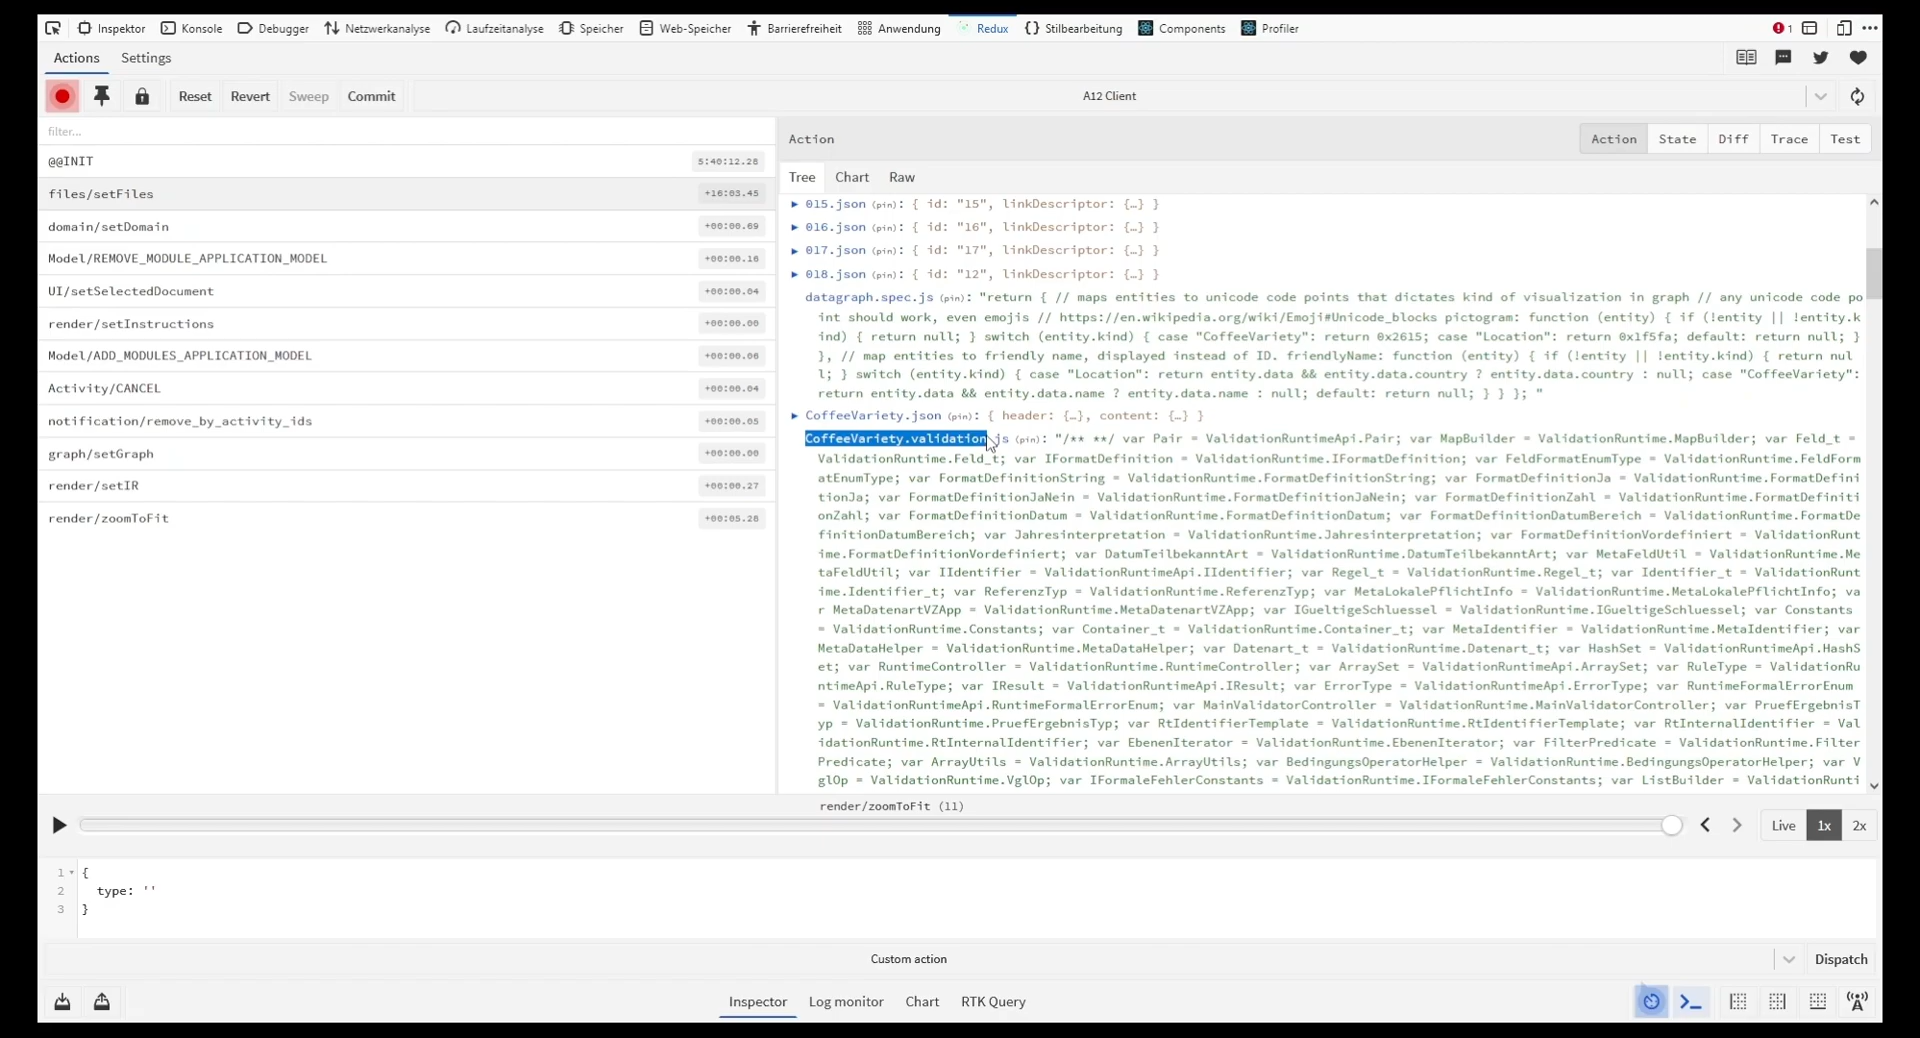 Inspektor Konsole Debugger Netzwerkanalyse Laufzeitanalyse Speicher Web-Speicher Barrierefreiheit Anwendung Redux Stilbearbeitung Components Profiler 1
Actions Settings
Reset Revert Sweep Commit A12 Client
filter...
@@INIT 5:40:12.28
files/setFiles +16:03.45
domain/setDomain +00:00.69
Model/REMOVE_MODULE_APPLICATION_MODEL +00:00.16
UI/setSelectedDocument +00:00.04
render/setInstructions +00:00.00
Model/ADD_MODULES_APPLICATION_MODEL +00:00.06
Activity/CANCEL +00:00.04
notification/remove_by_activity_ids +00:00.05
graph/setGraph +00:00.00
render/setIR +00:00.27
render/zoomToFit +00:05.28
Action Action State Diff Trace Test
Tree Chart Raw
015.json (pin): { id: "15", linkDescriptor: {…} }
016.json (pin): { id: "16", linkDescriptor: {…} }
017.json (pin): { id: "17", linkDescriptor: {…} }
018.json (pin): { id: "12", linkDescriptor: {…} }
datagraph.spec.js (pin): "return { // maps entities to unicode code points that dictates kind of visualization in graph // any unicode code po
int should work, even emojis // https://en.wikipedia.org/wiki/Emoji#Unicode_blocks pictogram: function (entity) { if (!entity || !entity.k
ind) { return null; } switch (entity.kind) { case "CoffeeVariety": return 0x2615; case "Location": return 0x1f5fa; default: return null; }
}, // map entities to friendly name, displayed instead of ID. friendlyName: function (entity) { if (!entity || !entity.kind) { return nul
l; } switch (entity.kind) { case "Location": return entity.data && entity.data.country ? entity.data.country : null; case "CoffeeVariety":
return entity.data && entity.data.name ? entity.data.name : null; default: return null; } } }; "
CoffeeVariety.json (pin): { header: {…}, content: {…} }
CoffeeVariety.validation.js (pin): "/** **/ var Pair = ValidationRuntimeApi.Pair; var MapBuilder = ValidationRuntime.MapBuilder; var Feld_t =
ValidationRuntime.Feld_t; var IFormatDefinition = ValidationRuntime.IFormatDefinition; var FeldFormatEnumType = ValidationRuntime.FeldForm
atEnumType; var FormatDefinitionString = ValidationRuntime.FormatDefinitionString; var FormatDefinitionJa = ValidationRuntime.FormatDefini
tionJa; var FormatDefinitionJaNein = ValidationRuntime.FormatDefinitionJaNein; var FormatDefinitionZahl = ValidationRuntime.FormatDefiniti
onZahl; var FormatDefinitionDatum = ValidationRuntime.FormatDefinitionDatum; var FormatDefinitionDatumBereich = ValidationRuntime.FormatDe
finitionDatumBereich; var Jahresinterpretation = ValidationRuntime.Jahresinterpretation; var FormatDefinitionVordefiniert = ValidationRunt
ime.FormatDefinitionVordefiniert; var DatumTeilbekanntArt = ValidationRuntime.DatumTeilbekanntArt; var MetaFeldUtil = ValidationRuntime.Me
taFeldUtil; var IIdentifier = ValidationRuntimeApi.IIdentifier; var Regel_t = ValidationRuntime.Regel_t; var Identifier_t = ValidationRunt
ime.Identifier_t; var ReferenzTyp = ValidationRuntime.ReferenzTyp; var MetaLokalePflichtInfo = ValidationRuntime.MetaLokalePflichtInfo; va
r MetaDatenartVZApp = ValidationRuntime.MetaDatenartVZApp; var IGueltigeSchluessel = ValidationRuntime.IGueltigeSchluessel; var Constants
= ValidationRuntime.Constants; var Container_t = ValidationRuntime.Container_t; var MetaIdentifier = ValidationRuntime.MetaIdentifier; var
MetaDataHelper = ValidationRuntime.MetaDataHelper; var Datenart_t = ValidationRuntime.Datenart_t; var HashSet = ValidationRuntimeApi.HashS
et; var RuntimeController = ValidationRuntime.RuntimeController; var ArraySet = ValidationRuntimeApi.ArraySet; var RuleType = ValidationRu
ntimeApi.RuleType; var IResult = ValidationRuntimeApi.IResult; var ErrorType = ValidationRuntimeApi.ErrorType; var RuntimeFormalErrorEnum
= ValidationRuntimeApi.RuntimeFormalErrorEnum; var MainValidatorController = ValidationRuntime.MainValidatorController; var PruefErgebnisT
yp = ValidationRuntime.PruefErgebnisTyp; var RtIdentifierTemplate = ValidationRuntime.RtIdentifierTemplate; var RtInternalIdentifier = Val
idationRuntime.RtInternalIdentifier; var EbenenIterator = ValidationRuntime.EbenenIterator; var FilterPredicate = ValidationRuntime.Filter
Predicate; var ArrayUtils = ValidationRuntime.ArrayUtils; var BedingungsOperatorHelper = ValidationRuntime.BedingungsOperatorHelper; var V
glOp = ValidationRuntime.VglOp; var IFormaleFehlerConstants = ValidationRuntime.IFormaleFehlerConstants; var ListBuilder = ValidationRunti
render/zoomToFit (11)
Live 1x 2x
1 {
2 type: ''
3 }
Custom action Dispatch
Inspector Log monitor Chart RTK Query